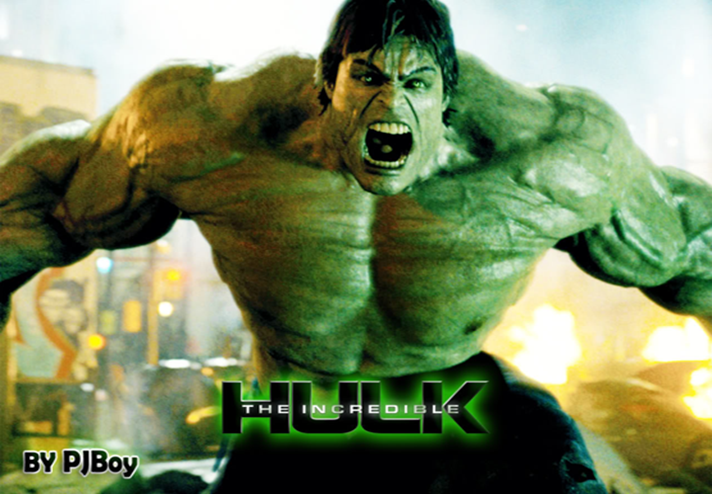 HULK
THE INCREDIBLE
BY PJBoy